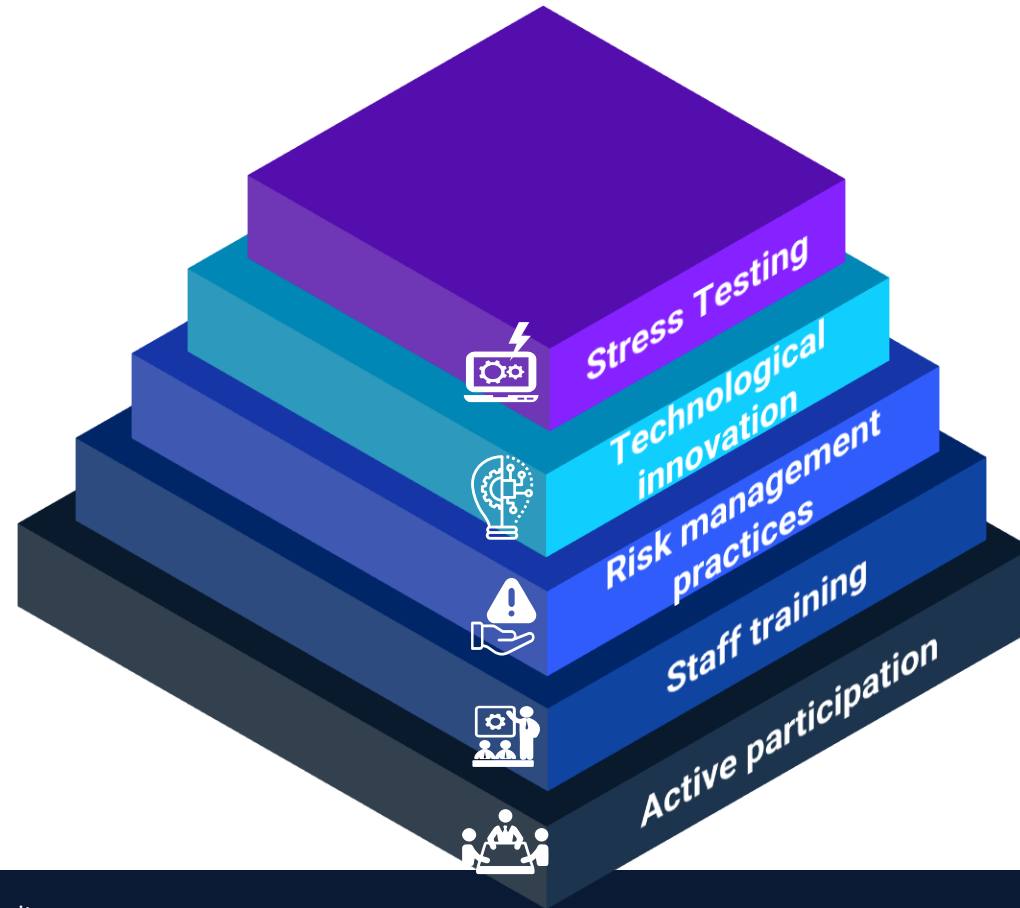 Stress Testing
Technological
innovation
Risk management
practices
Staff training
Active participation